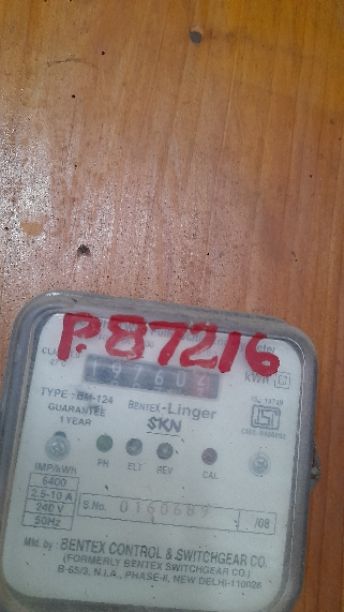 P.87216
197602
kWh
TYPE : BM-124
GUARANTEE
1 YEAR
BENTEX-Linger
SKN
PH ELT REV CAL
IMP/kWh
6400
2.5-10 A
240 V
50Hz
S.No. 0160689 /08
Mfd. by : BENTEX CONTROL & SWITCHGEAR CO.
(FORMERLY BENTEX SWITCHGEAR CO.)
B-65/3, N.I.A., PHASE-II, NEW DELHI-110028